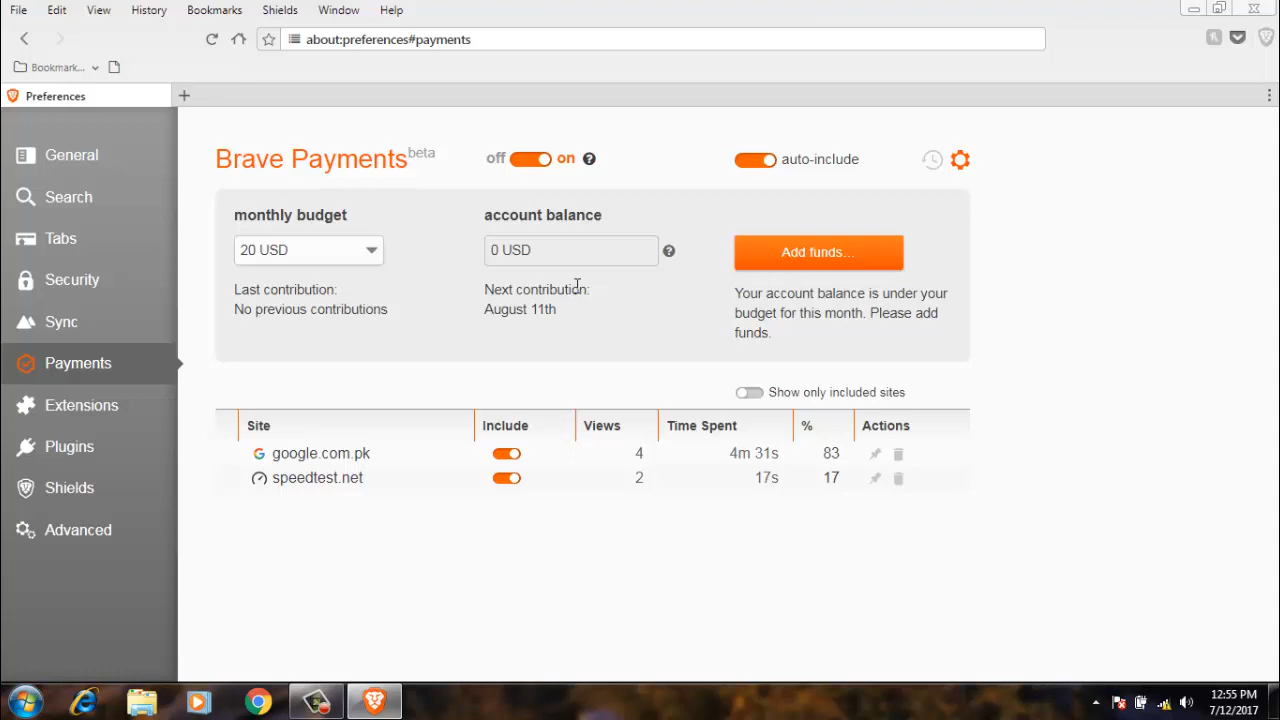 File Edit View History Bookmarks Shields Window Help
about:preferences#payments
Bookmark...
Preferences
General
Search
Tabs
Security
Sync
Payments
Extensions
Plugins
Shields
Advanced
Brave Payments beta off on auto-include
monthly budget
20 USD
Last contribution:
No previous contributions
account balance
0 USD
Next contribution:
August 11th
Add funds...
Your account balance is under your
budget for this month. Please add
funds.
Show only included sites
Site Include Views Time Spent % Actions
google.com.pk 4 4m 31s 83
speedtest.net 2 17s 17
12:55 PM
7/12/2017